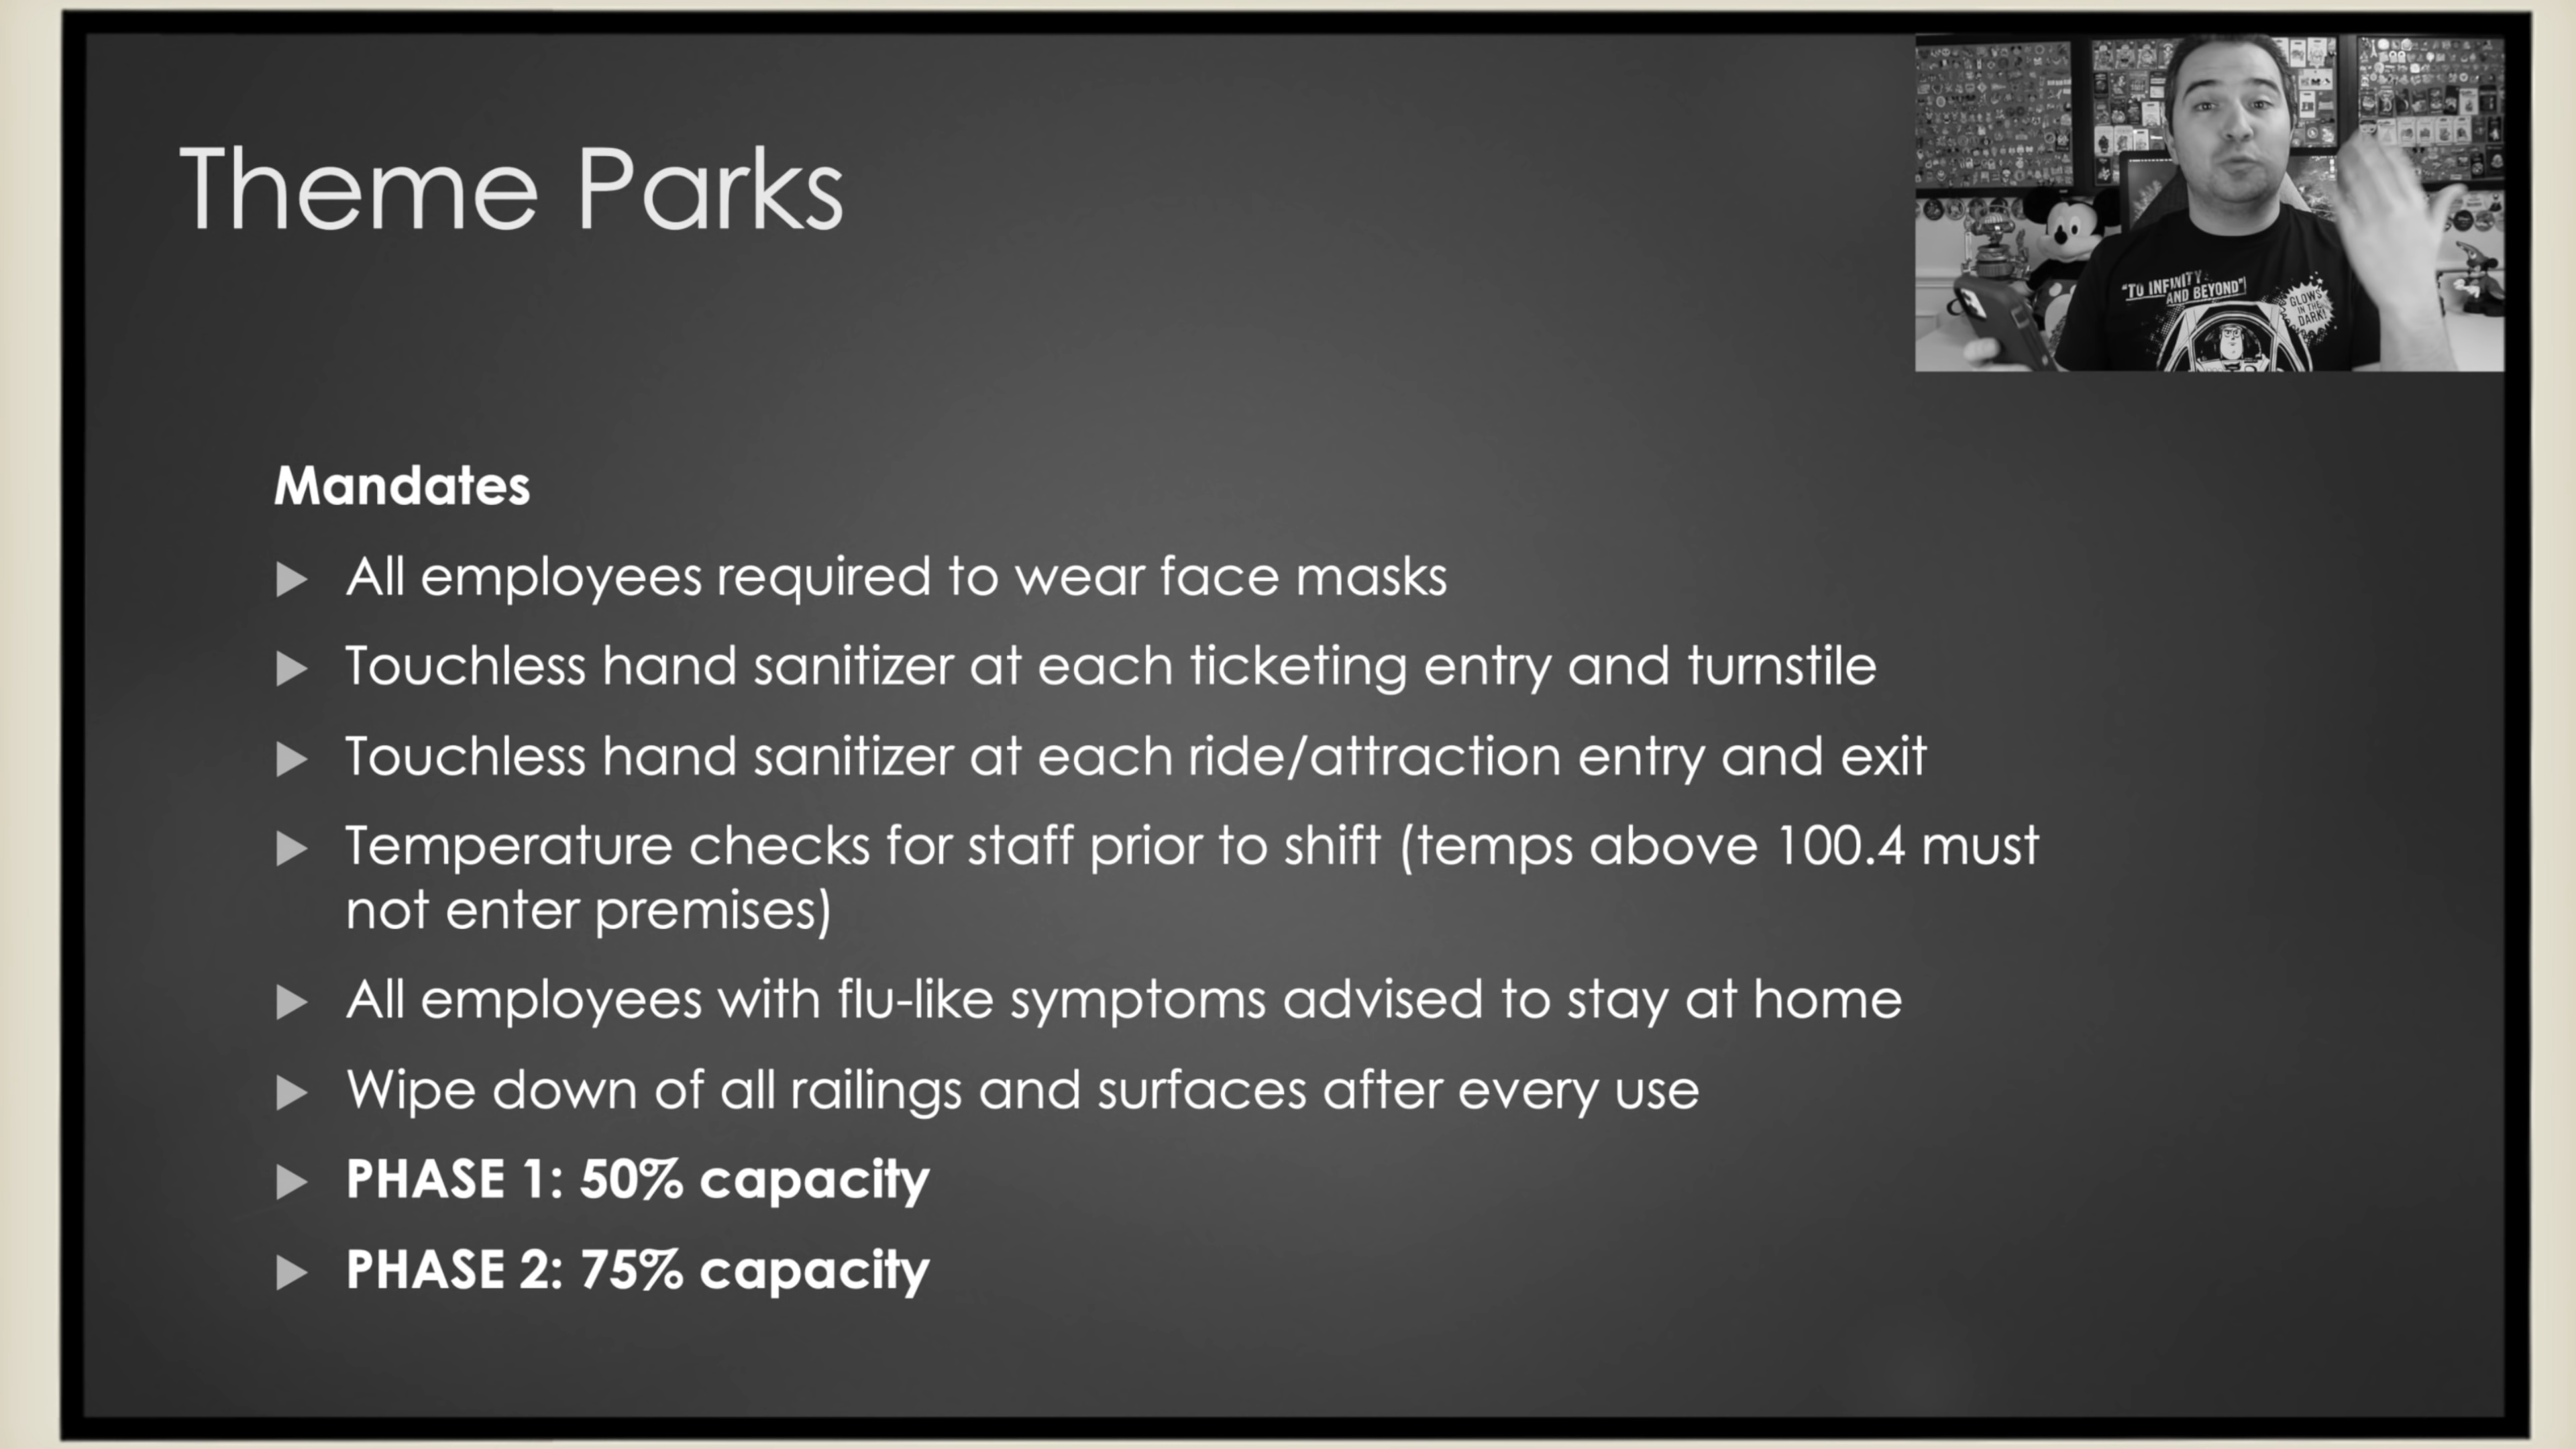 Theme Parks
"TO INFINITY
AND BEYOND"!
GLOWS
IN THE
DARK!
Mandates
All employees required to wear face masks
Touchless hand sanitizer at each ticketing entry and turnstile
Touchless hand sanitizer at each ride/attraction entry and exit
Temperature checks for staff prior to shift (temps above 100.4 must
not enter premises)
All employees with flu-like symptoms advised to stay at home
Wipe down of all railings and surfaces after every use
PHASE 1: 50% capacity
PHASE 2: 75% capacity